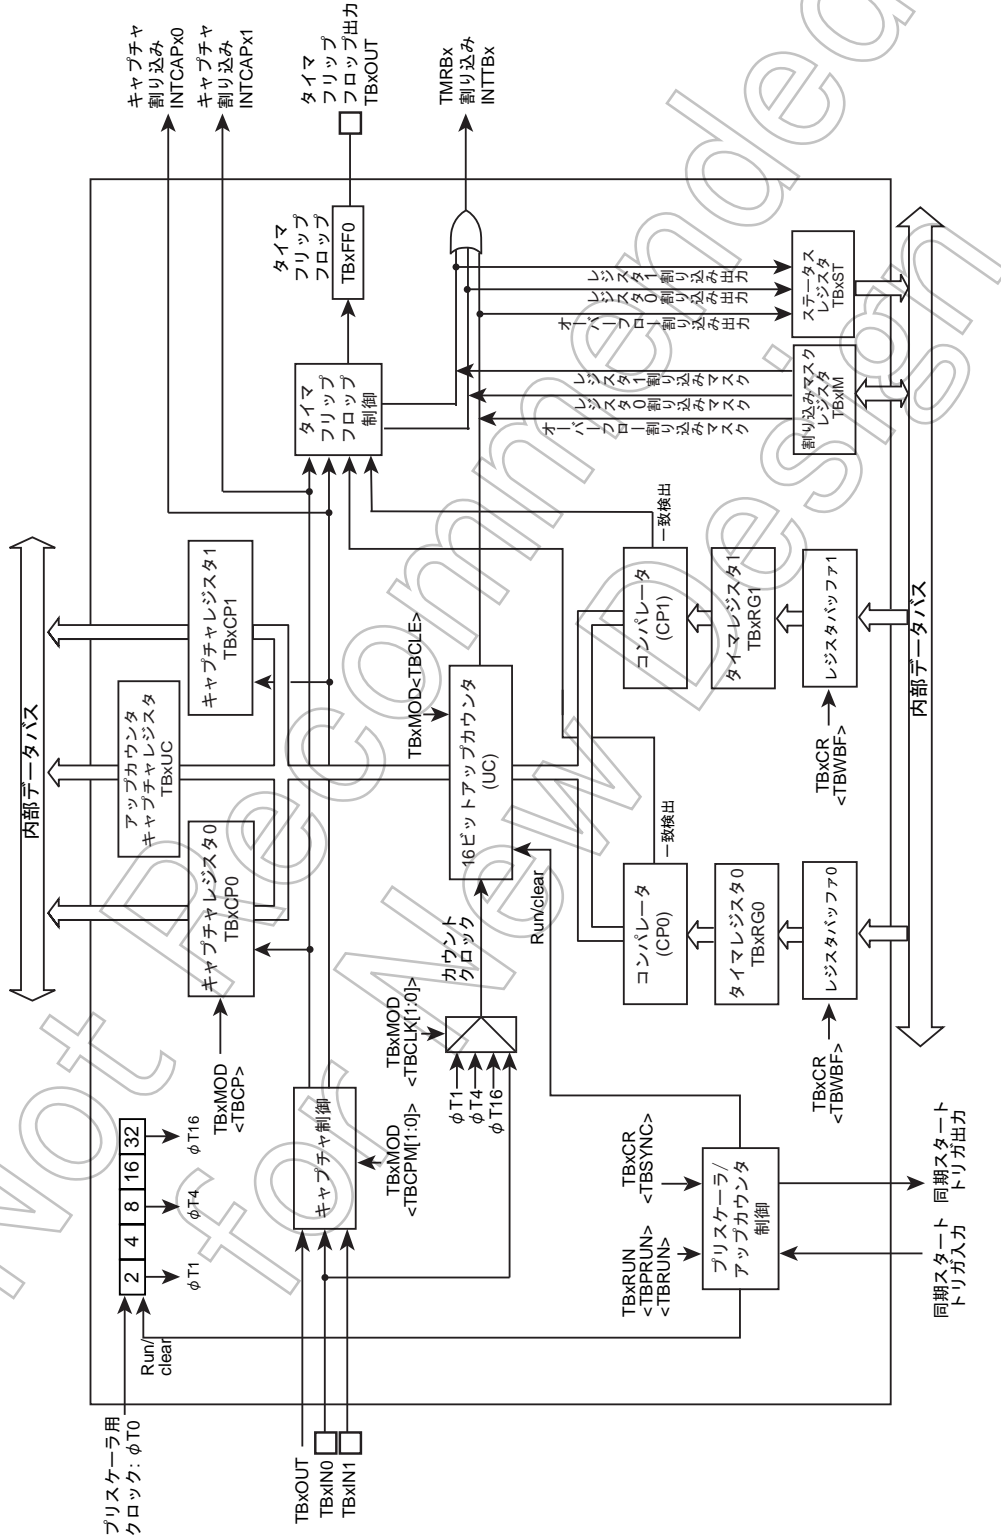 プリスケーラ用
クロック: φT0
2 4 8 16 32
φT1
φT4
φT16
Run/
clear
TBxOUT
TBxIN0
TBxIN1
キャプチャ制御
TBxMOD
<TBCPM[1:0]>
TBxMOD
<TBCP>
内部データバス
キャプチャレジスタ0
TBxCP0
アップカウンタ
キャプチャレジスタ
TBxUC
キャプチャレジスタ1
TBxCP1
キャプチャ
割り込み
INTCAPx0
キャプチャ
割り込み
INTCAPx1
タイマ
フリップ
フロップ出力
TBxOUT
タイマ
フリップ
フロップ
TBxFF0
タイマ
フリップ
フロップ
制御
TMRBx
割り込み
INTTBx
TBxMOD
<TBCLK[1:0]>
φT1
φT4
φT16
カウント
クロック
TBxMOD<TBCLE>
16ビットアップカウンタ
(UC)
Run/clear
TBxRUN
<TBPRUN>
<TBRUN>
TBxCR
<TBSYNC>
プリスケーラ/
アップカウンタ
制御
同期スタート
トリガ入力
同期スタート
トリガ出力
コンパレータ
(CP0)
一致検出
タイマレジスタ0
TBxRG0
レジスタバッファ0
TBxCR
<TBWBF>
コンパレータ
(CP1)
一致検出
タイマレジスタ1
TBxRG1
レジスタバッファ1
TBxCR
<TBWBF>
レジスタ1割り込みマスク
レジスタ0割り込みマスク
オーバーフロー割り込みマスク
割り込みマスク
レジスタ
TBxIM
レジスタ1割り込み出力
レジスタ0割り込み出力
オーバーフロー割り込み出力
ステータス
レジスタ
TBxST
内部データバス
Not Recommended
for New Design